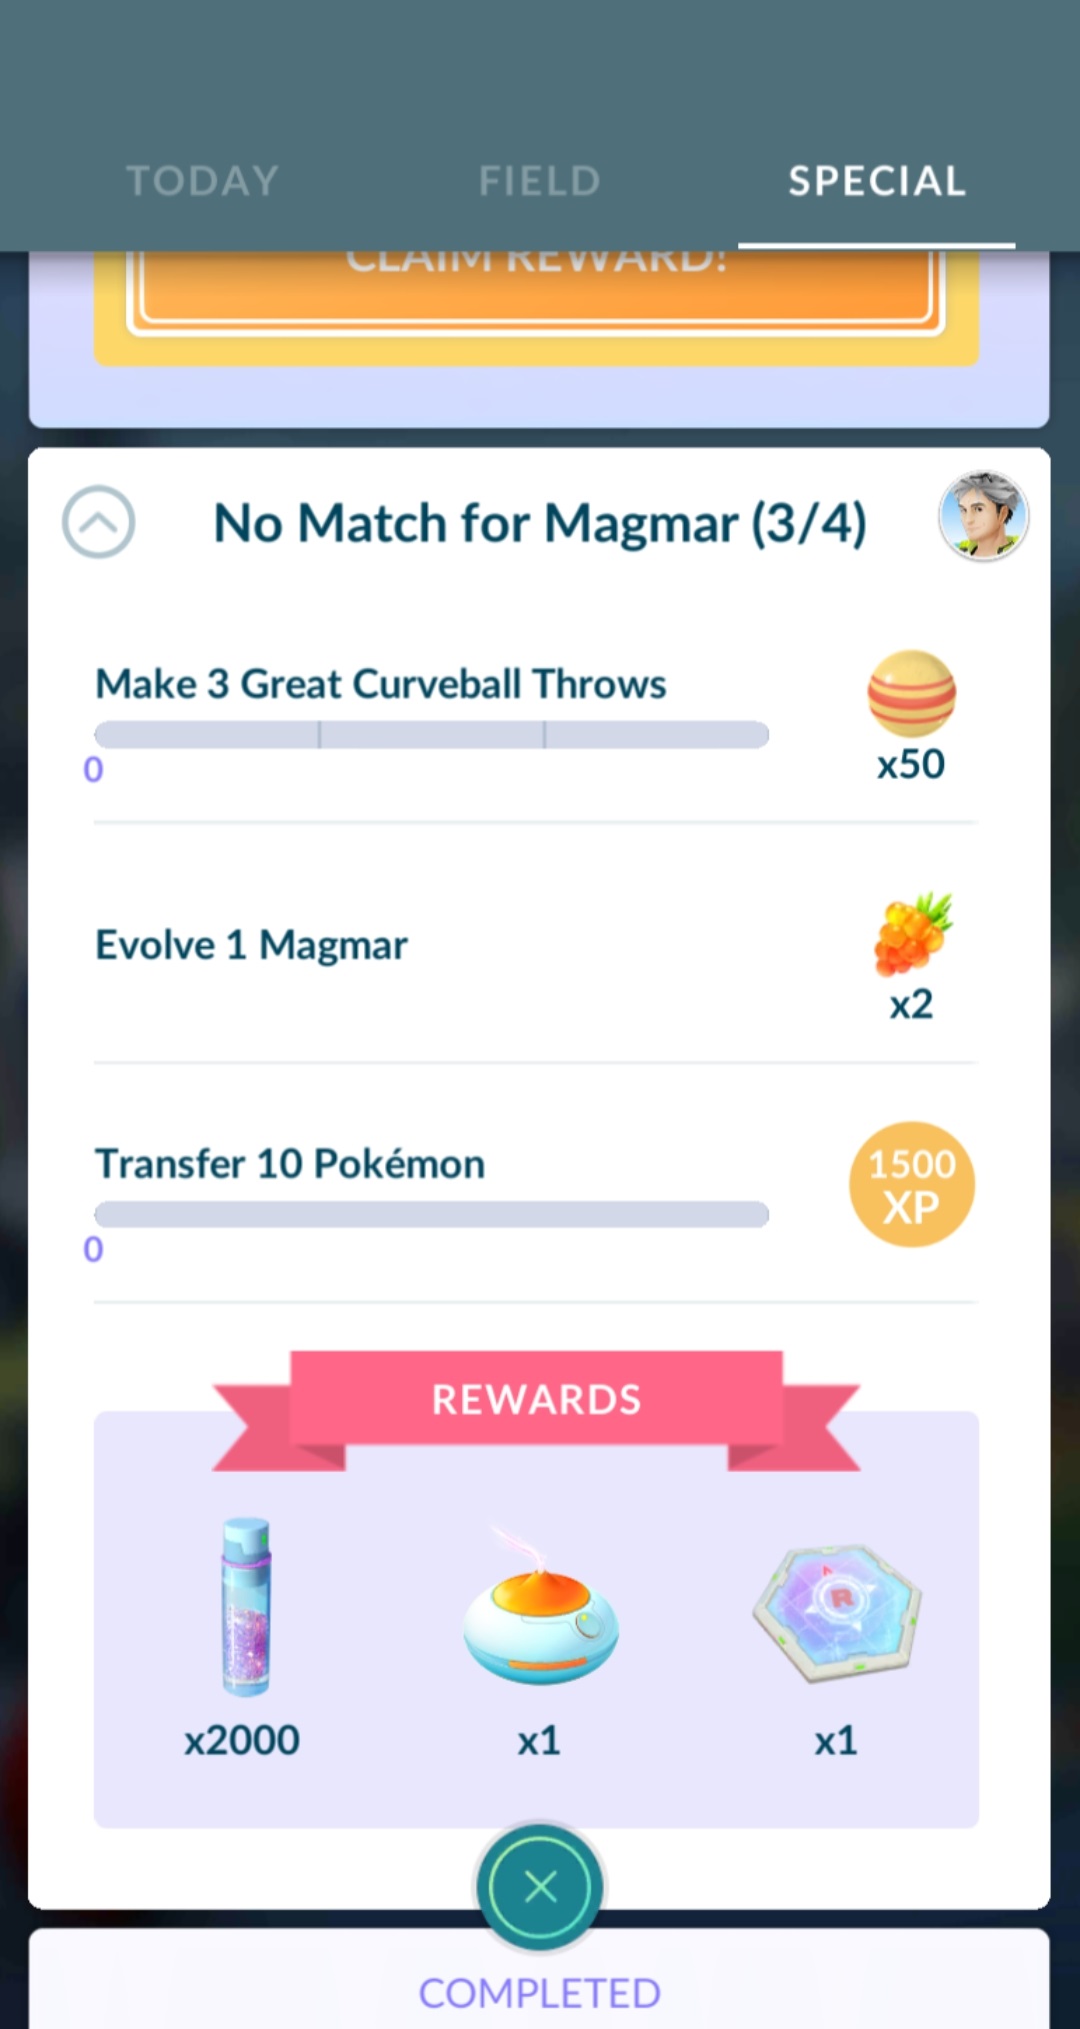 TODAY
FIELD
SPECIAL
CLAIM REWARD!
No Match for Magmar (3/4)
Make 3 Great Curveball Throws
0
x50
Evolve 1 Magmar
x2
Transfer 10 Pokémon
0
1500
XP
REWARDS
R
x2000
x1
x1
COMPLETED